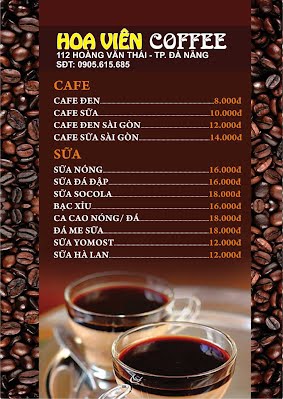 HOA VIÊN COFFEE
112 HOÀNG VĂN THÁI - TP. ĐÀ NẴNG
SĐT: 0905.615.685
CAFE
CAFE ĐEN 8.000đ
CAFE SỮA 10.000đ
CAFE ĐEN SÀI GÒN 12.000đ
CAFE SỮA SÀI GÒN 14.000đ
SỮA
SỮA NÓNG 16.000đ
SỮA ĐÁ ĐẬP 16.000đ
SỮA SOCOLA 18.000đ
BẠC XỈU 16.000đ
CA CAO NÓNG/ ĐÁ 18.000đ
ĐÁ ME SỮA 18.000đ
SỮA YOMOST 12.000đ
SỮA HÀ LAN 12.000đ